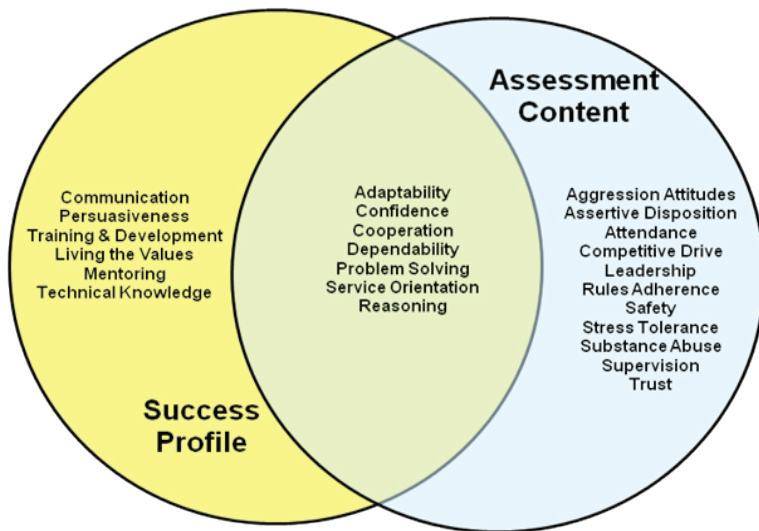 Assessment
Content
Communication
Persuasiveness
Training & Development
Living the Values
Mentoring
Technical Knowledge
Adaptability
Confidence
Cooperation
Dependability
Problem Solving
Service Orientation
Reasoning
Aggression Attitudes
Assertive Disposition
Attendance
Competitive Drive
Leadership
Rules Adherence
Safety
Stress Tolerance
Substance Abuse
Supervision
Trust
Success
Profile